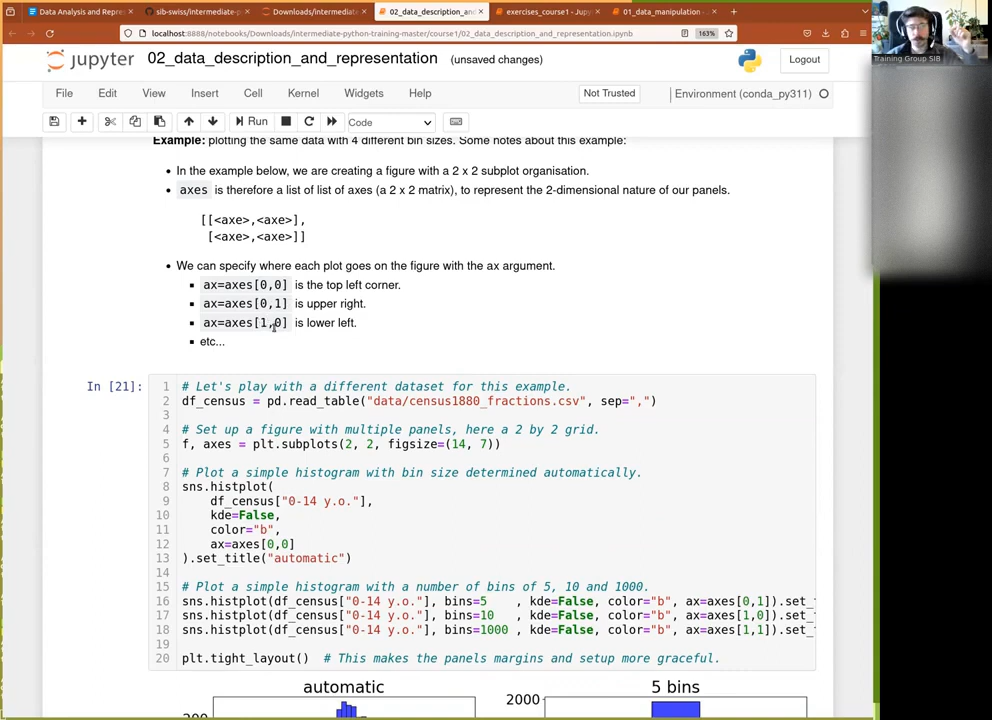 Data Analysis and Repre
sib-swiss/intermediate-p
Downloads/intermediate
02_data_description_and
exercises_course1 - Jupyt
01_data_manipulation -
localhost:8888/notebooks/Downloads/intermediate-python-training-master/course1/02_data_description_and_representation.ipynb
163%
Training Group SIB
jupyter 02_data_description_and_representation (unsaved changes)
Logout
File Edit View Insert Cell Kernel Widgets Help
Not Trusted
Environment (conda_py311)
Run
Code
Example: plotting the same data with 4 different bin sizes. Some notes about this example:
In the example below, we are creating a figure with a 2 x 2 subplot organisation.
axes is therefore a list of list of axes (a 2 x 2 matrix), to represent the 2-dimensional nature of our panels.
[[<axe>,<axe>],
[<axe>,<axe>]]
We can specify where each plot goes on the figure with the ax argument.
ax=axes[0,0] is the top left corner.
ax=axes[0,1] is upper right.
ax=axes[1,0] is lower left.
etc...
In [21]:
1 # Let's play with a different dataset for this example.
2 df_census = pd.read_table("data/census1880_fractions.csv", sep=",")
3
4 # Set up a figure with multiple panels, here a 2 by 2 grid.
5 f, axes = plt.subplots(2, 2, figsize=(14, 7))
6
7 # Plot a simple histogram with bin size determined automatically.
8 sns.histplot(
9 df_census["0-14 y.o."],
10 kde=False,
11 color="b",
12 ax=axes[0,0]
13 ).set_title("automatic")
14
15 # Plot a simple histogram with a number of bins of 5, 10 and 1000.
16 sns.histplot(df_census["0-14 y.o."], bins=5 , kde=False, color="b", ax=axes[0,1]).set_
17 sns.histplot(df_census["0-14 y.o."], bins=10 , kde=False, color="b", ax=axes[1,0]).set_
18 sns.histplot(df_census["0-14 y.o."], bins=1000 , kde=False, color="b", ax=axes[1,1]).set_
19
20 plt.tight_layout() # This makes the panels margins and setup more graceful.
automatic
5 bins
2000